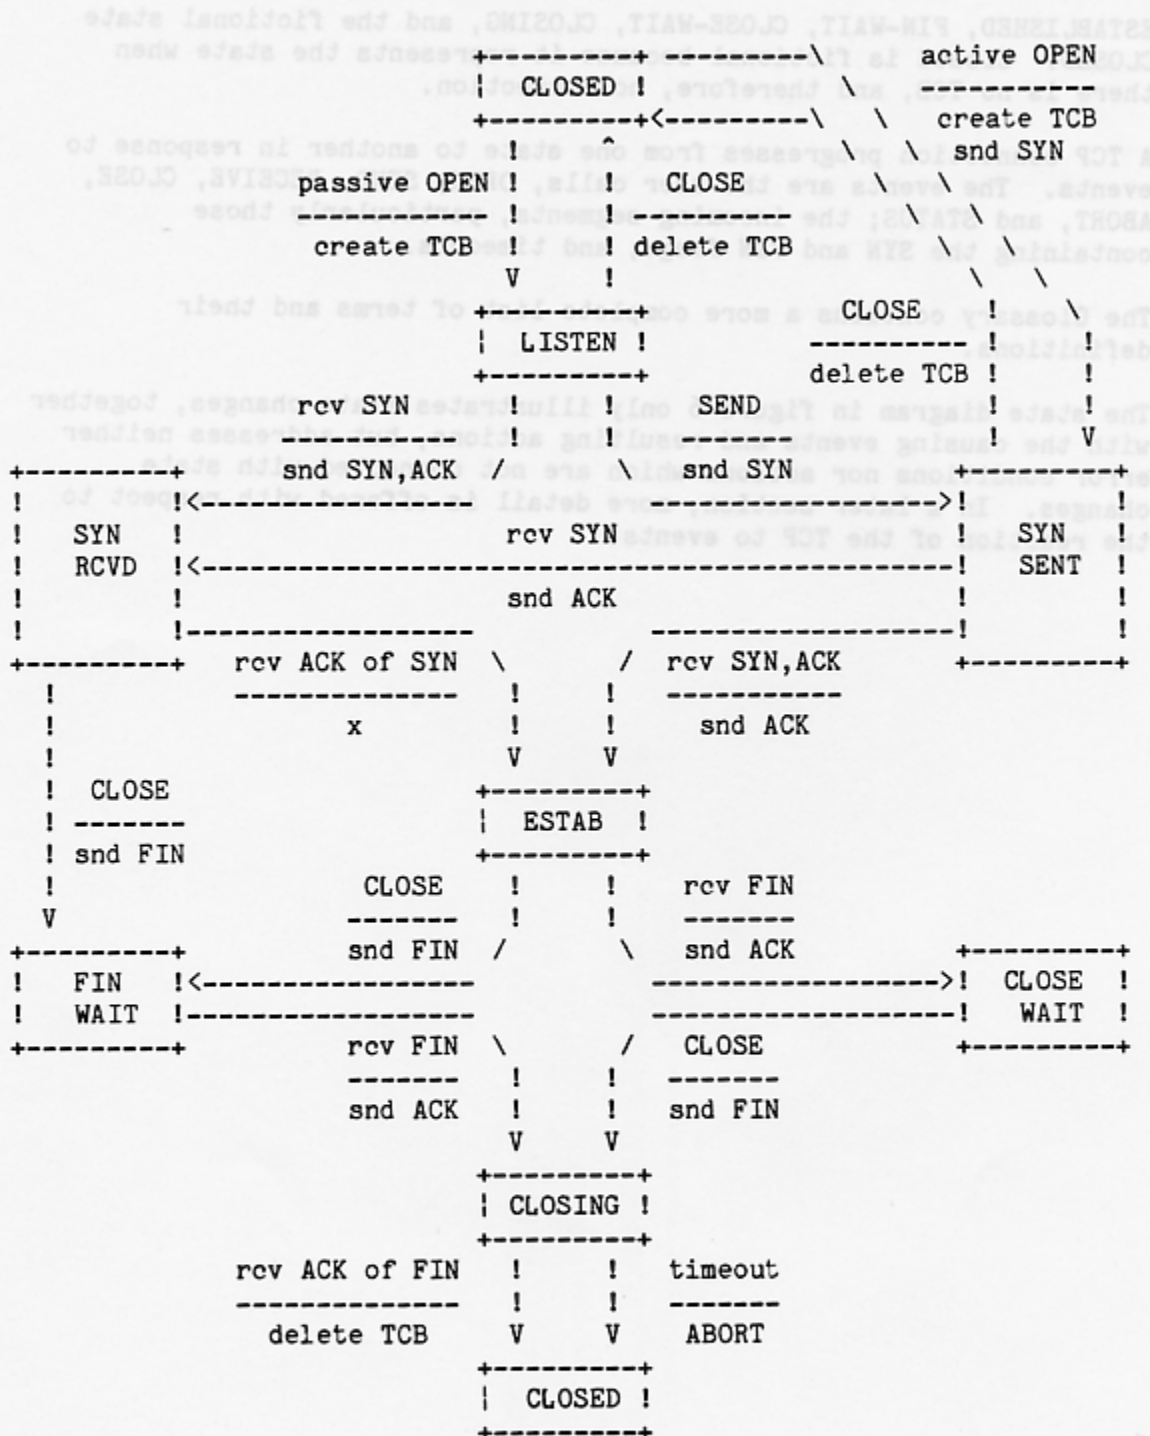 CLOSED
active OPEN
create TCB
snd SYN
passive OPEN
CLOSE
create TCB
delete TCB
LISTEN
CLOSE
delete TCB
rcv SYN
SEND
snd SYN,ACK
snd SYN
SYN
RCVD
rcv SYN
SYN
SENT
snd ACK
rcv ACK of SYN
rcv SYN,ACK
x
snd ACK
CLOSE
snd FIN
ESTAB
CLOSE
rcv FIN
snd FIN
snd ACK
FIN
WAIT
CLOSE
WAIT
rcv FIN
CLOSE
snd ACK
snd FIN
CLOSING
rcv ACK of FIN
timeout
delete TCB
ABORT
CLOSED